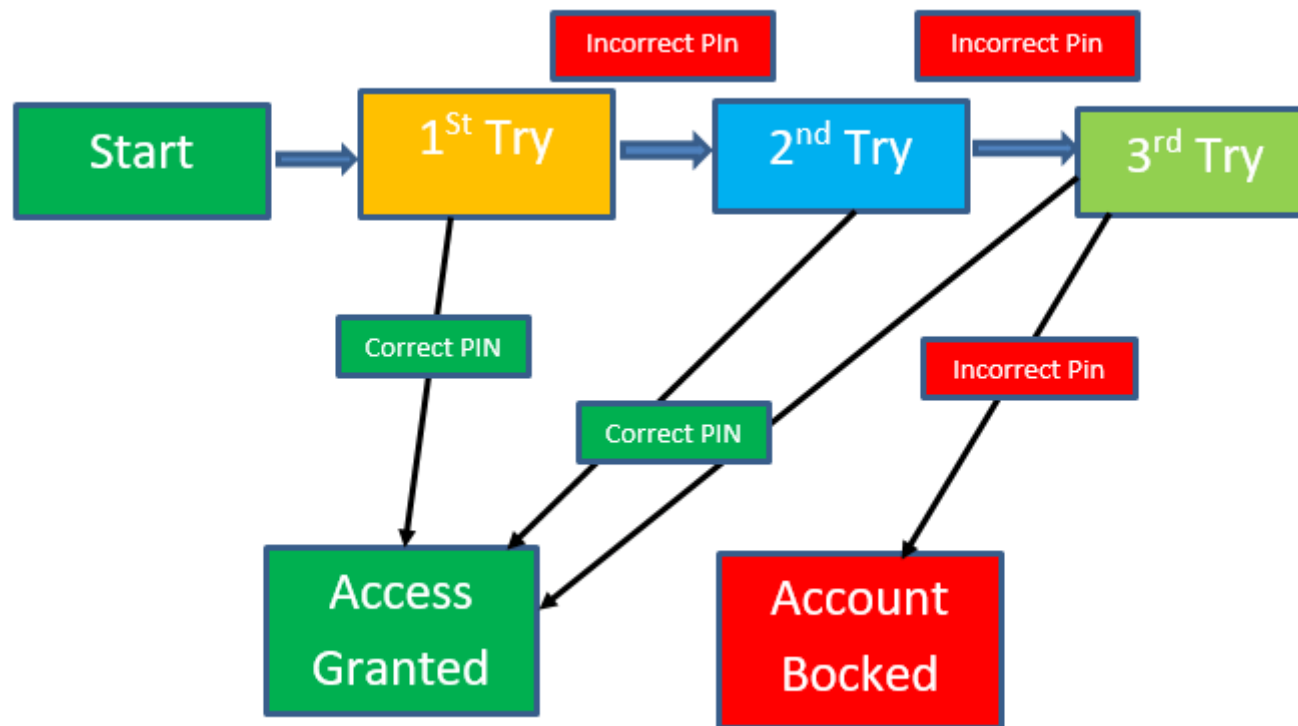 Incorrect PIn
Incorrect Pin
Start
1St Try
2nd Try
3rd Try
Correct PIN
Incorrect Pin
Correct PIN
Access
Granted
Account
Bocked